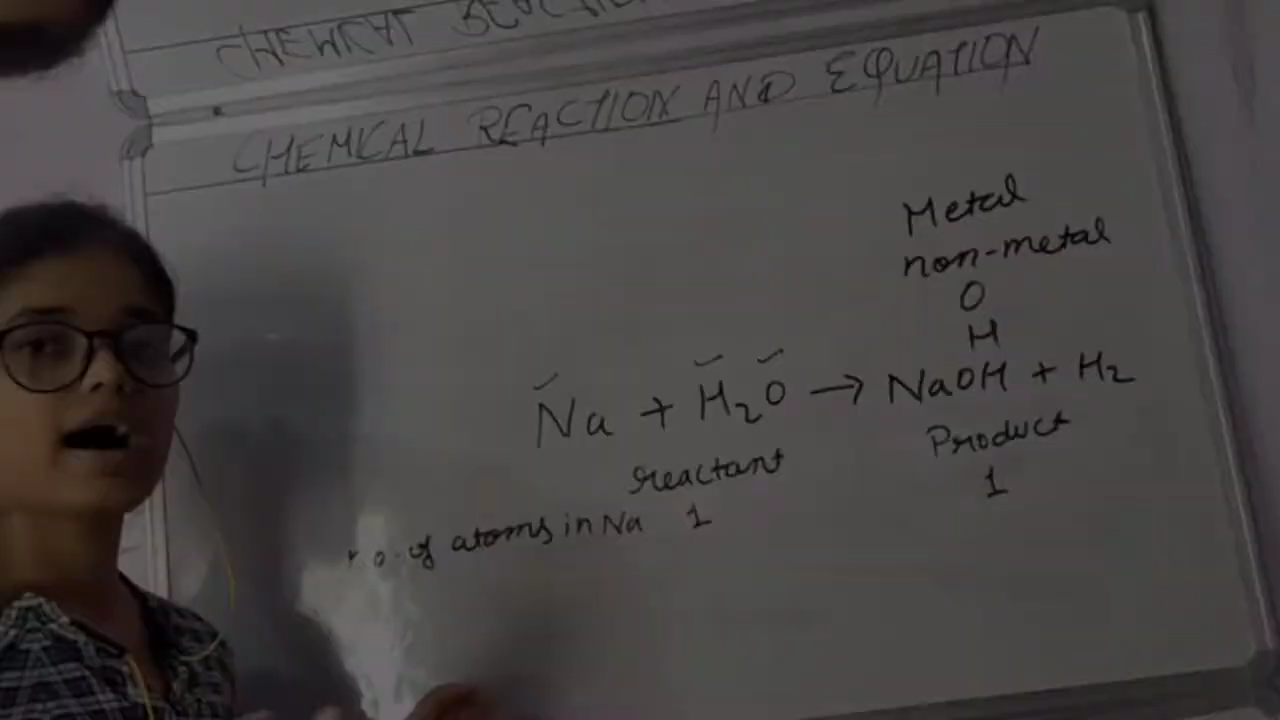 CHEMICAL REACTION
CHEMICAL REACTION AND EQUATION
Metal
non-metal
O
H
Na + H₂O → NaOH + H₂
reactant Product
no. of atoms in Na 1 1